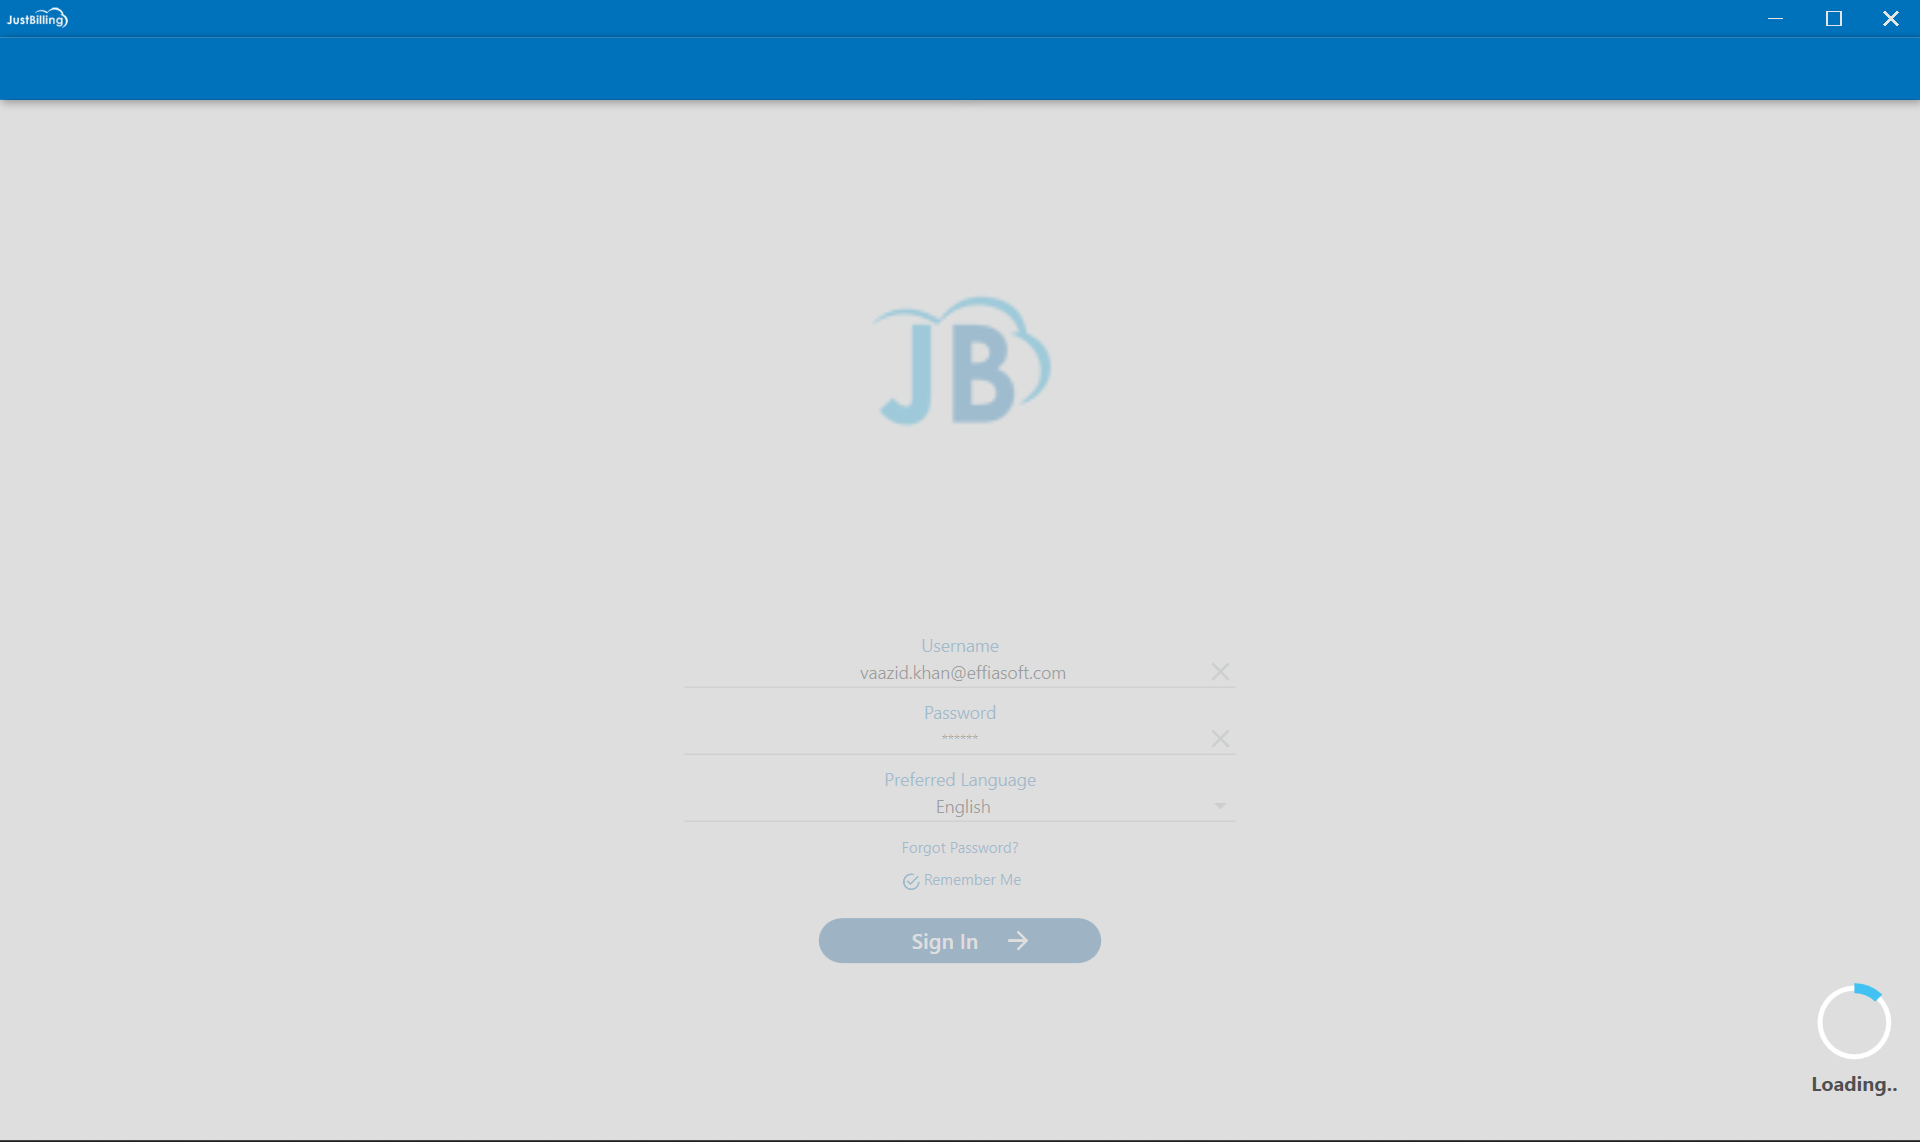 JustBilling
JB
Username
vaazid.khan@effiasoft.com
Password
******
Preferred Language
English
Forgot Password?
Remember Me
Sign In
Loading..